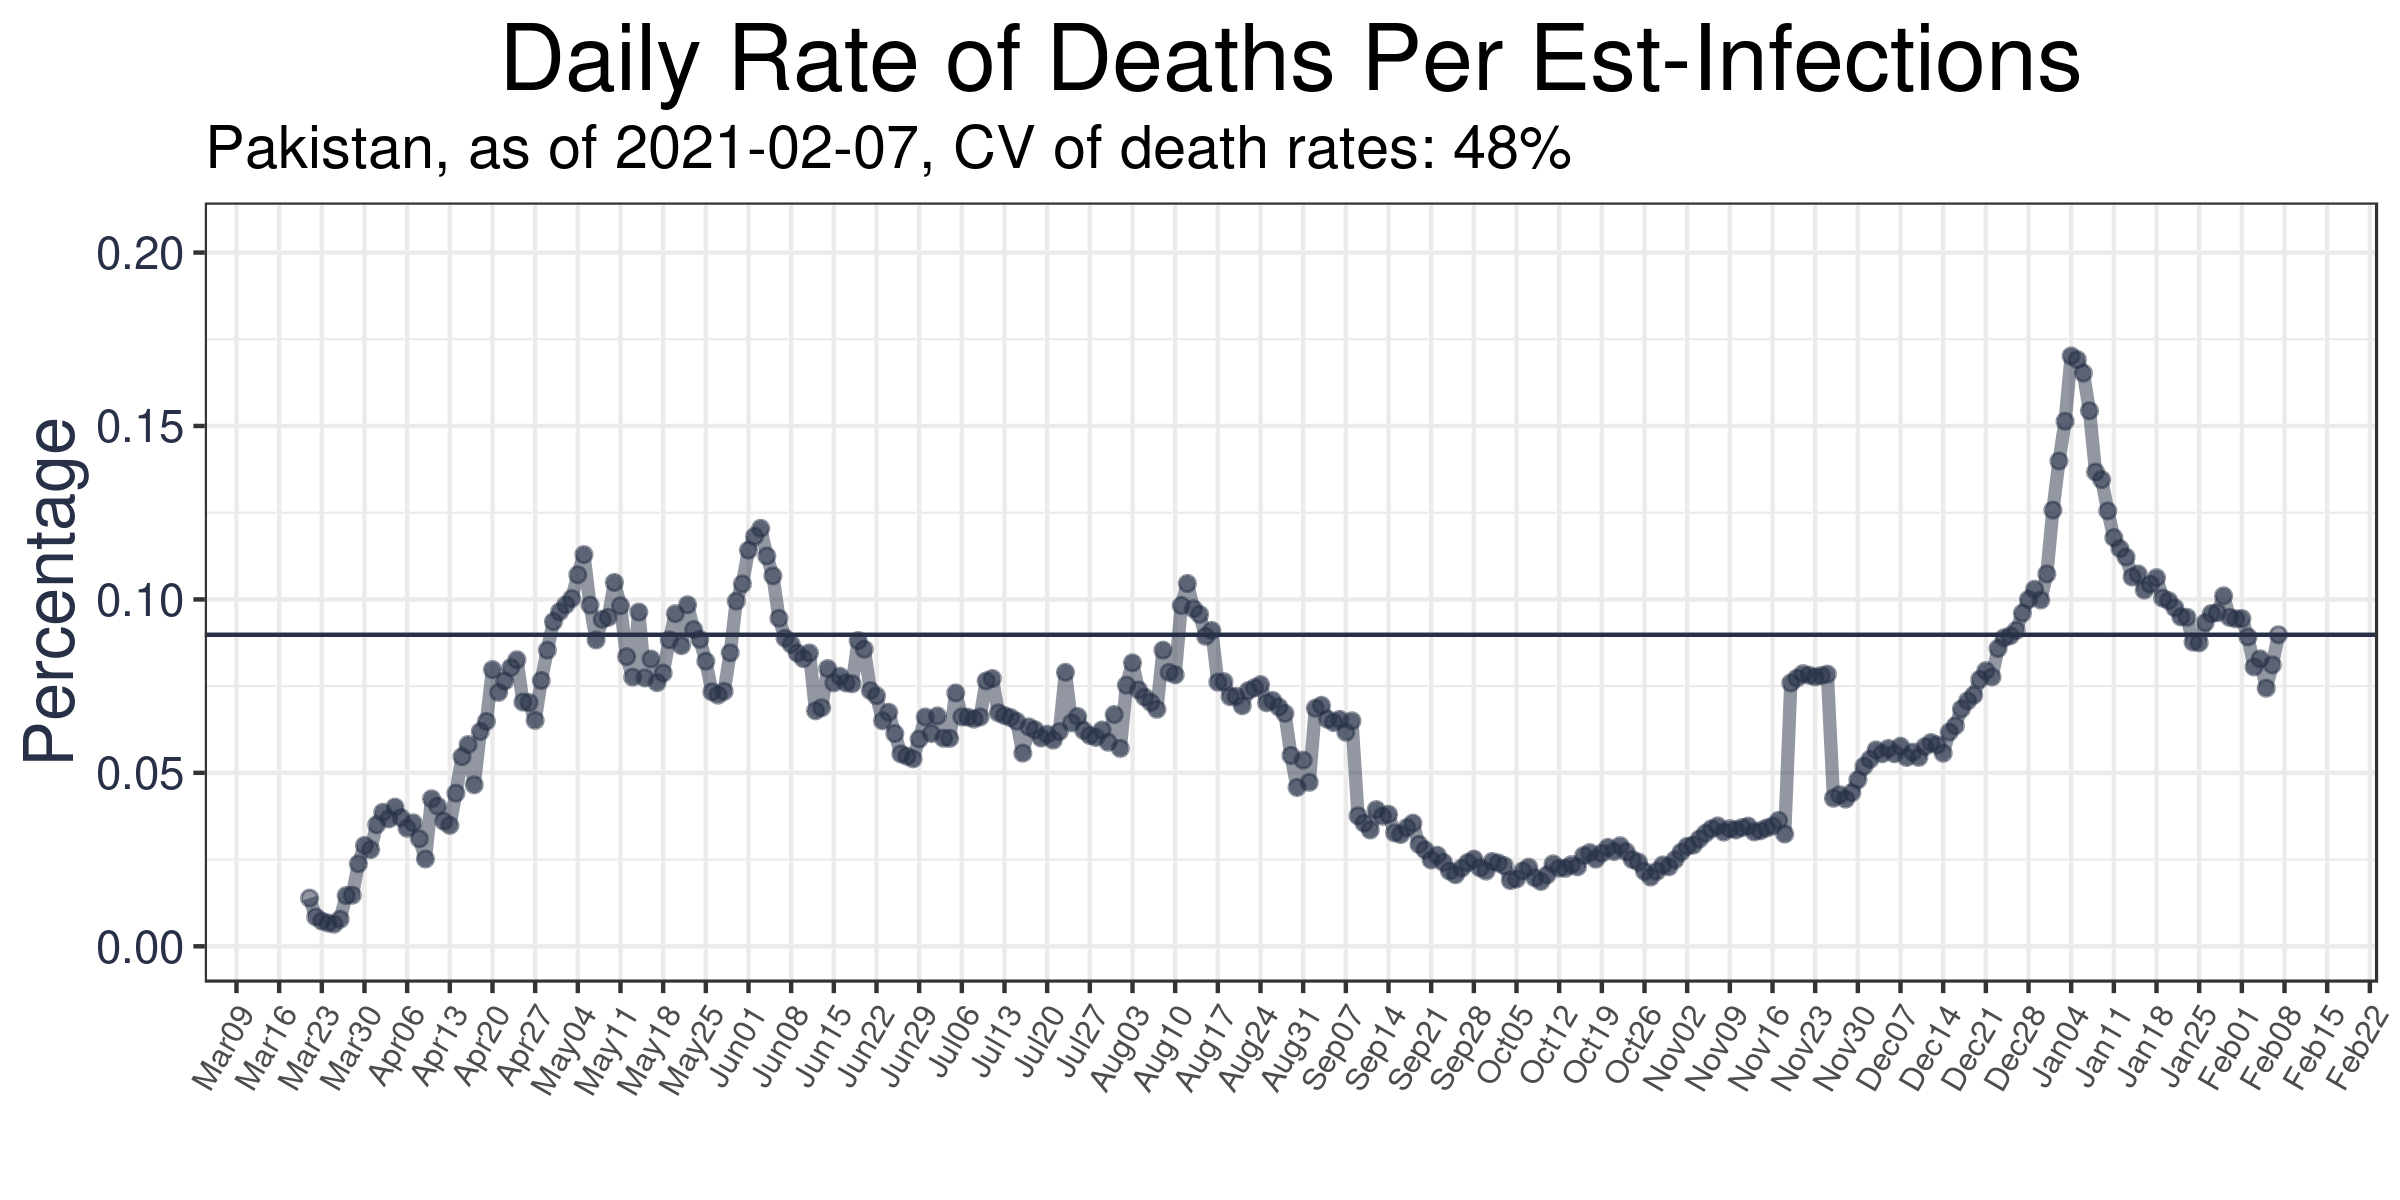 Daily Rate of Deaths Per Est-Infections
Pakistan, as of 2021-02-07, CV of death rates: 48%
Percentage
0.20
0.15
0.10
0.05
0.00
Mar09 Mar16 Mar23 Mar30 Apr06 Apr13 Apr20 Apr27 May04 May11 May18 May25 Jun01 Jun08 Jun15 Jun22 Jun29 Jul06 Jul13 Jul20 Jul27 Aug03 Aug10 Aug17 Aug24 Aug31 Sep07 Sep14 Sep21 Sep28 Oct05 Oct12 Oct19 Oct26 Nov02 Nov09 Nov16 Nov23 Nov30 Dec07 Dec14 Dec21 Dec28 Jan04 Jan11 Jan18 Jan25 Feb01 Feb08 Feb15 Feb22